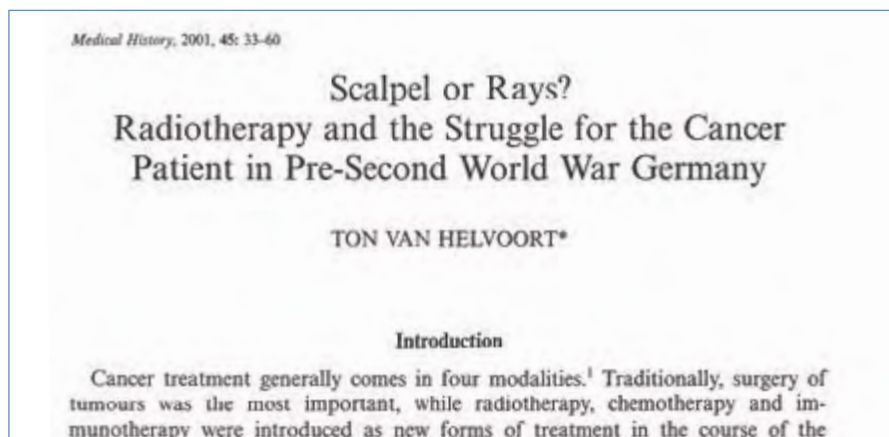 Medical History, 2001, 45: 33–60
Scalpel or Rays?
Radiotherapy and the Struggle for the Cancer
Patient in Pre-Second World War Germany
TON VAN HELVOORT*
Introduction
Cancer treatment generally comes in four modalities.¹ Traditionally, surgery of
tumours was the most important, while radiotherapy, chemotherapy and im-
munotherapy were introduced as new forms of treatment in the course of the